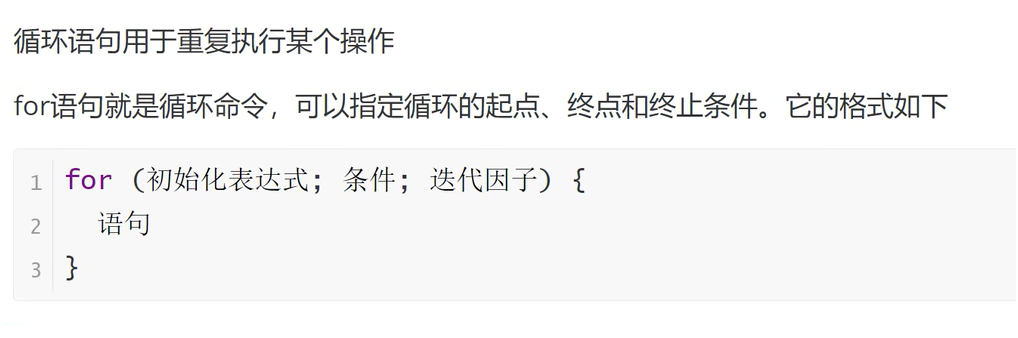 循环语句用于重复执行某个操作
for语句就是循环命令，可以指定循环的起点、终点和终止条件。它的格式如下
1 for (初始化表达式; 条件; 迭代因子) {
2   语句
3 }